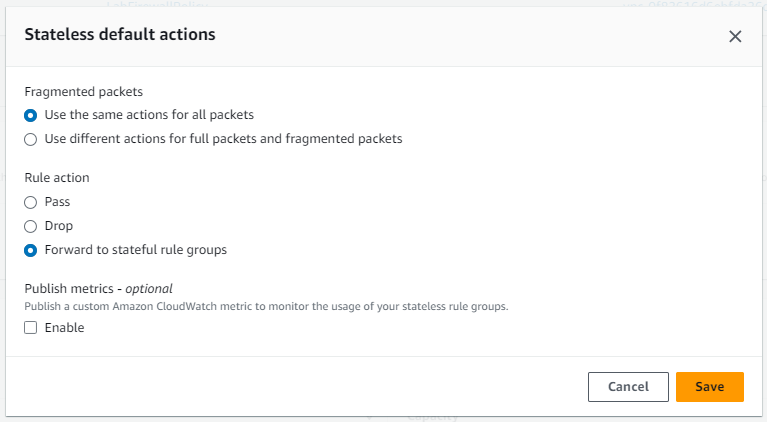 Stateless default actions
Fragmented packets
Use the same actions for all packets
Use different actions for full packets and fragmented packets
Rule action
Pass
Drop
Forward to stateful rule groups
Publish metrics - optional
Publish a custom Amazon CloudWatch metric to monitor the usage of your stateless rule groups.
Enable
Cancel
Save
Capacity